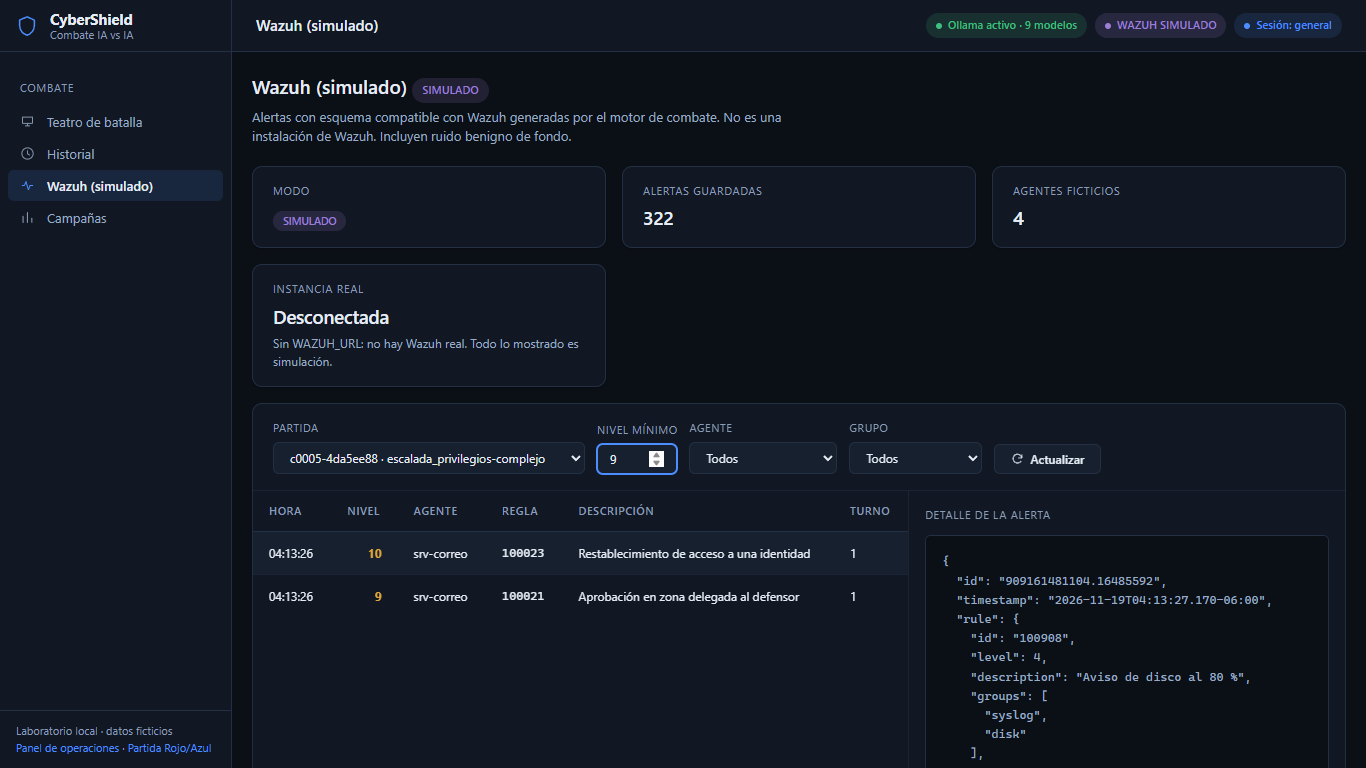 CyberShield
Combate IA vs IA
Wazuh (simulado)
Ollama activo · 9 modelos
WAZUH SIMULADO
Sesión: general
COMBATE
Teatro de batalla
Historial
Wazuh (simulado)
Campañas
Wazuh (simulado) SIMULADO
Alertas con esquema compatible con Wazuh generadas por el motor de combate. No es una
instalación de Wazuh. Incluyen ruido benigno de fondo.
MODO
SIMULADO
ALERTAS GUARDADAS
322
AGENTES FICTICIOS
4
INSTANCIA REAL
Desconectada
Sin WAZUH_URL: no hay Wazuh real. Todo lo mostrado es
simulación.
PARTIDA
c0005-4da5ee88 · escalada_privilegios-complejo
NIVEL MÍNIMO
9
AGENTE
Todos
GRUPO
Todos
Actualizar
HORA NIVEL AGENTE REGLA DESCRIPCIÓN TURNO
04:13:26 10 srv-correo 100023 Restablecimiento de acceso a una identidad 1
04:13:26 9 srv-correo 100021 Aprobación en zona delegada al defensor 1
DETALLE DE LA ALERTA
{
"id": "909161481104.16485592",
"timestamp": "2026-11-19T04:13:27.170-06:00",
"rule": {
"id": "100908",
"level": 4,
"description": "Aviso de disco al 80 %",
"groups": [
"syslog",
"disk"
],
Laboratorio local · datos ficticios
Panel de operaciones · Partida Rojo/Azul